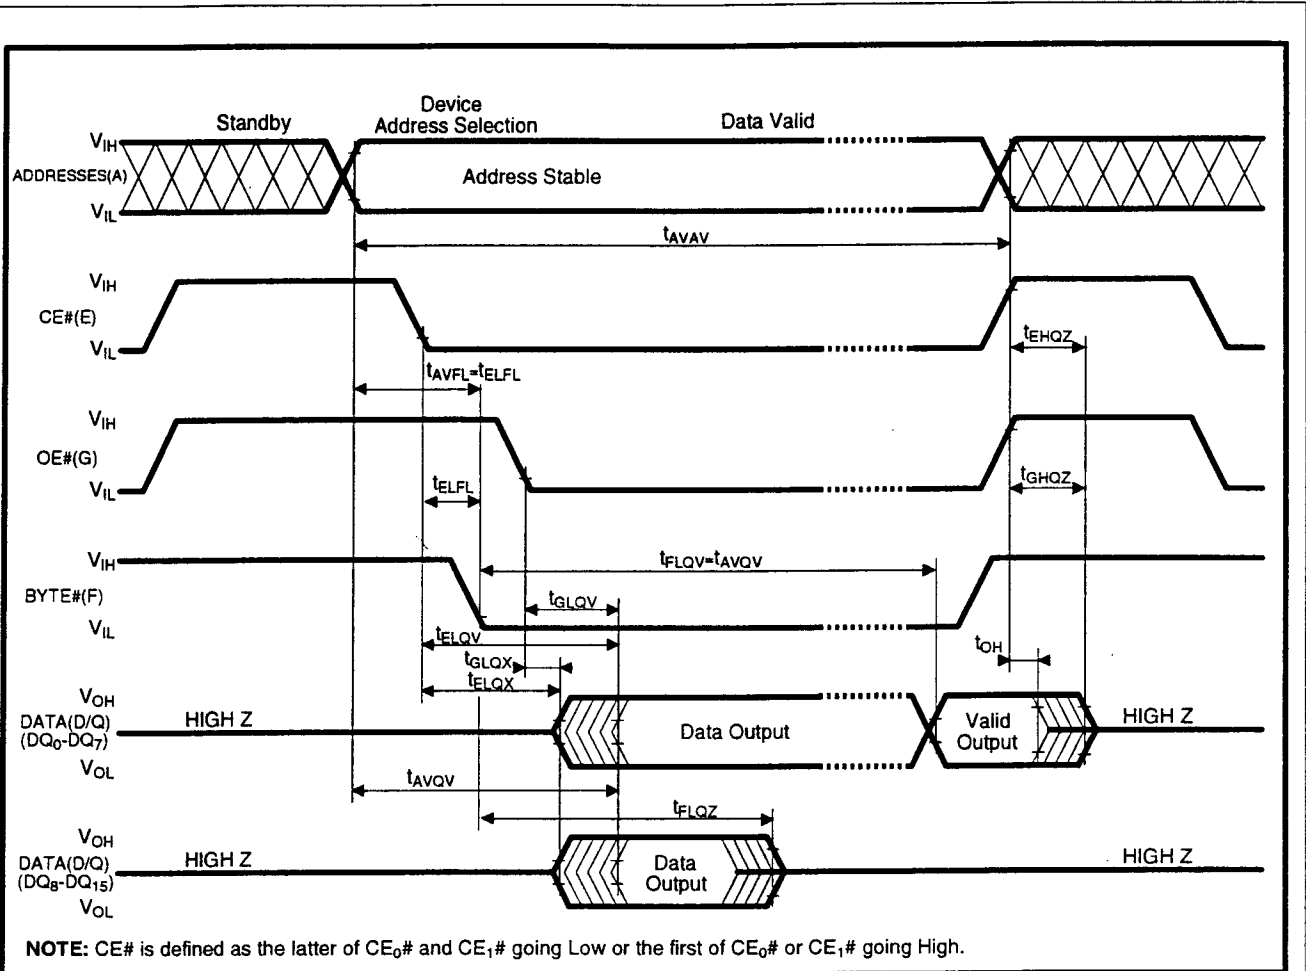 Standby
Device
Address Selection
Data Valid
VIH
ADDRESSES(A)
VIL
Address Stable
tAVAV
VIH
CE#(E)
VIL
tEHQZ
tAVFL=tELFL
VIH
OE#(G)
VIL
tELFL
tGHQZ
VIH
BYTE#(F)
VIL
tFLQV=tAVQV
tGLQV
tELQV
tGLQX
tELQX
tOH
VOH
DATA(D/Q)
(DQ0-DQ7)
VOL
HIGH Z
Data Output
Valid
Output
HIGH Z
tAVQV
tFLQZ
VOH
DATA(D/Q)
(DQ8-DQ15)
VOL
HIGH Z
Data
Output
HIGH Z
NOTE: CE# is defined as the latter of CE0# and CE1# going Low or the first of CE0# or CE1# going High.